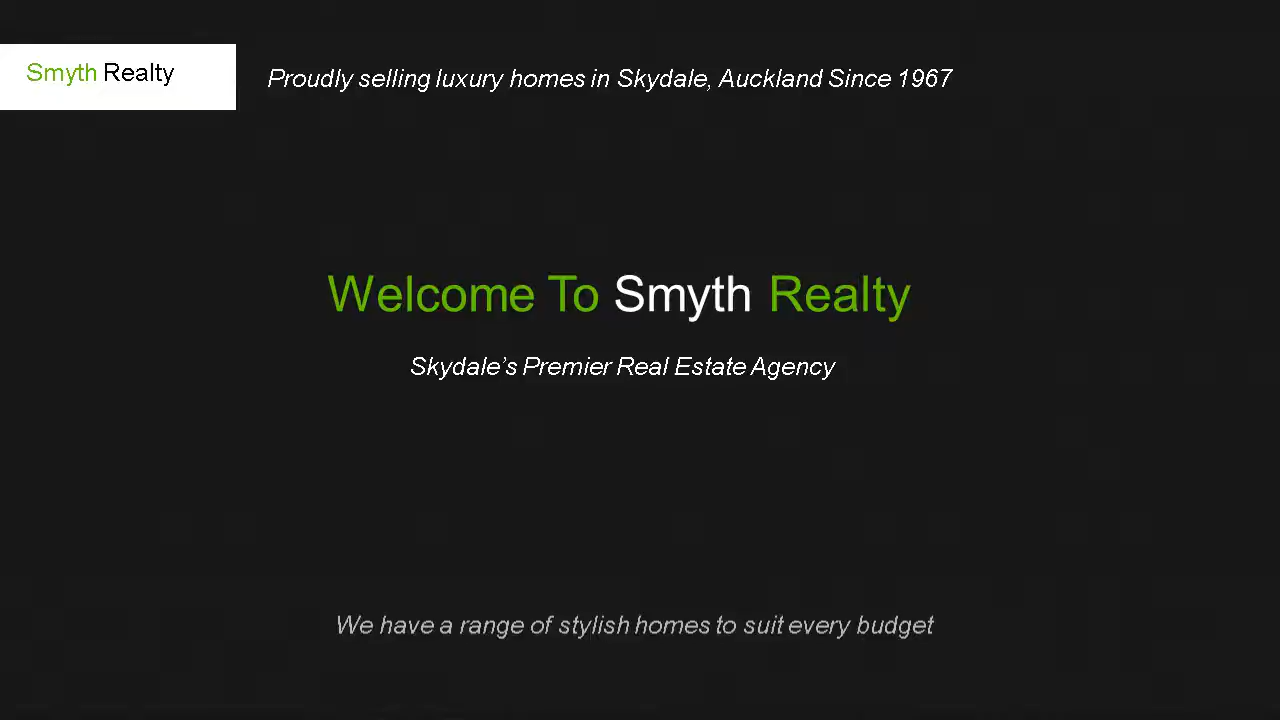 Smyth Realty
Proudly selling luxury homes in Skydale, Auckland Since 1967
Welcome To Smyth Realty
Skydale’s Premier Real Estate Agency
We have a range of stylish homes to suit every budget